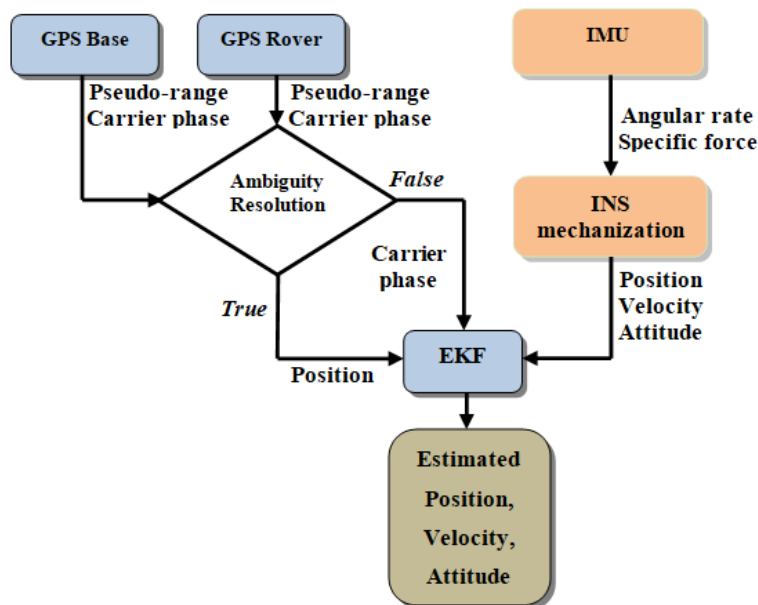 GPS Base
GPS Rover
IMU
Pseudo-range
Carrier phase
Pseudo-range
Carrier phase
Angular rate
Specific force
Ambiguity
Resolution
False
INS
mechanization
Carrier
phase
Position
Velocity
Attitude
True
EKF
Position
Estimated
Position,
Velocity,
Attitude